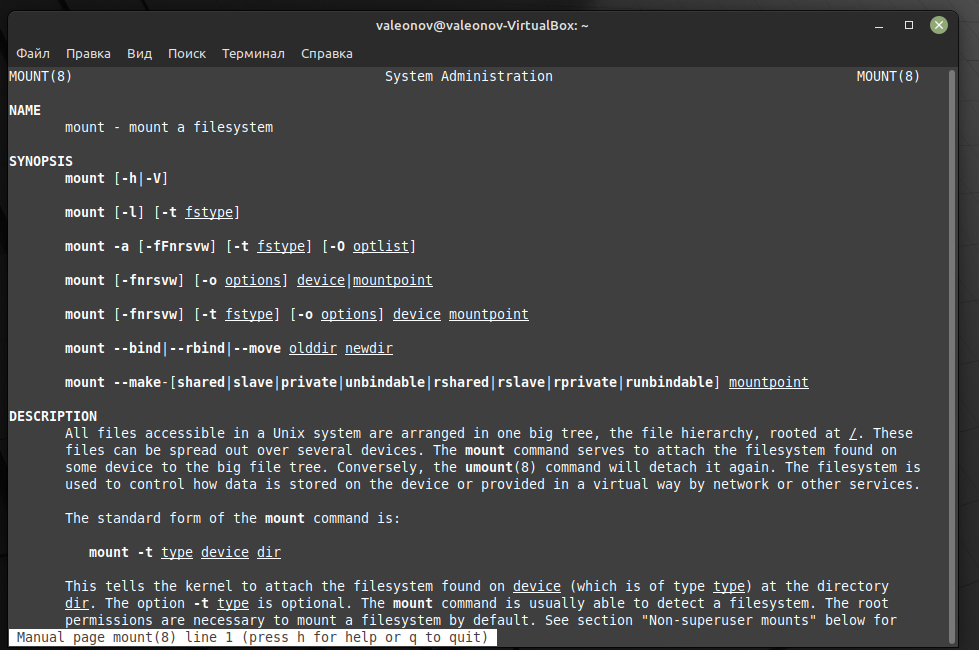 valeonov@valeonov-VirtualBox: ~
Файл Правка Вид Поиск Терминал Справка
MOUNT(8) System Administration MOUNT(8)
NAME
mount - mount a filesystem
SYNOPSIS
mount [-h|-V]
mount [-l] [-t fstype]
mount -a [-fFnrsvw] [-t fstype] [-O optlist]
mount [-fnrsvw] [-o options] device|mountpoint
mount [-fnrsvw] [-t fstype] [-o options] device mountpoint
mount --bind|--rbind|--move olddir newdir
mount --make-[shared|slave|private|unbindable|rshared|rslave|rprivate|runbindable] mountpoint
DESCRIPTION
All files accessible in a Unix system are arranged in one big tree, the file hierarchy, rooted at /. These
files can be spread out over several devices. The mount command serves to attach the filesystem found on
some device to the big file tree. Conversely, the umount(8) command will detach it again. The filesystem is
used to control how data is stored on the device or provided in a virtual way by network or other services.
The standard form of the mount command is:
mount -t type device dir
This tells the kernel to attach the filesystem found on device (which is of type type) at the directory
dir. The option -t type is optional. The mount command is usually able to detect a filesystem. The root
permissions are necessary to mount a filesystem by default. See section "Non-superuser mounts" below for
Manual page mount(8) line 1 (press h for help or q to quit)